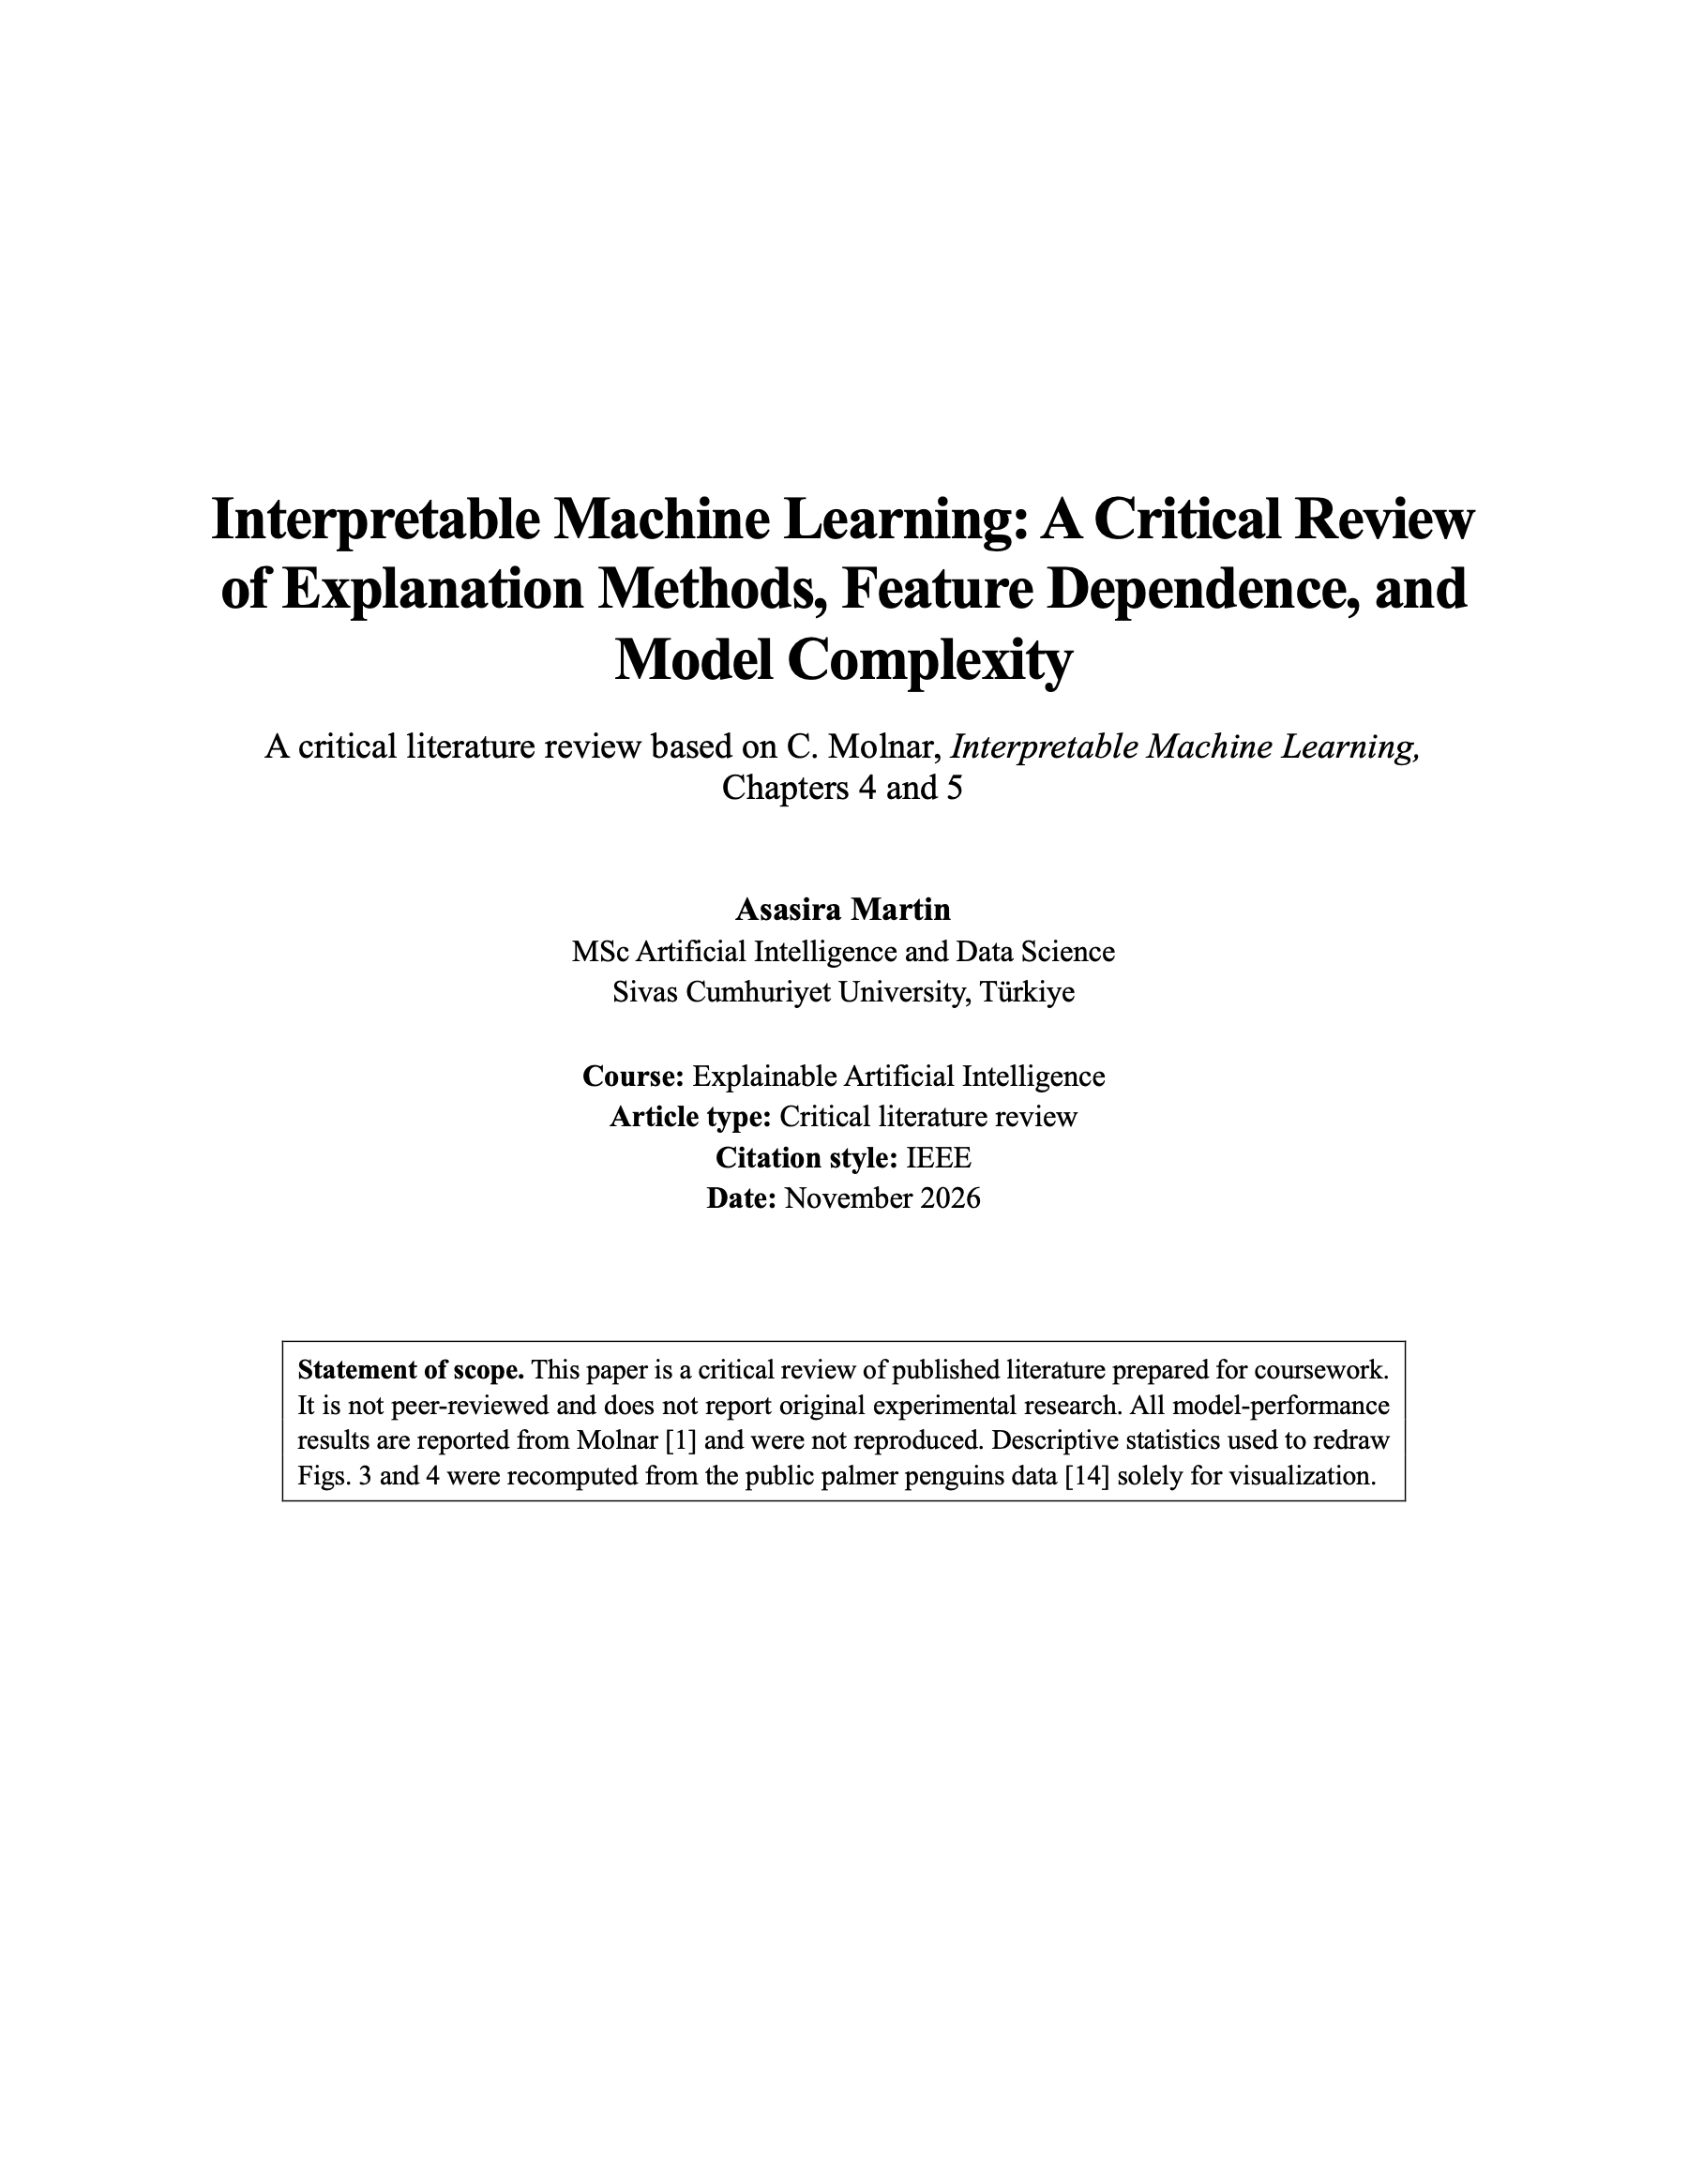 Interpretable Machine Learning: A Critical Review
of Explanation Methods, Feature Dependence, and
Model Complexity
A critical literature review based on C. Molnar, Interpretable Machine Learning,
Chapters 4 and 5
Asasira Martin
MSc Artificial Intelligence and Data Science
Sivas Cumhuriyet University, Türkiye
Course: Explainable Artificial Intelligence
Article type: Critical literature review
Citation style: IEEE
Date: November 2026
Statement of scope. This paper is a critical review of published literature prepared for coursework.
It is not peer-reviewed and does not report original experimental research. All model-performance
results are reported from Molnar [1] and were not reproduced. Descriptive statistics used to redraw
Figs. 3 and 4 were recomputed from the public palmer penguins data [14] solely for visualization.